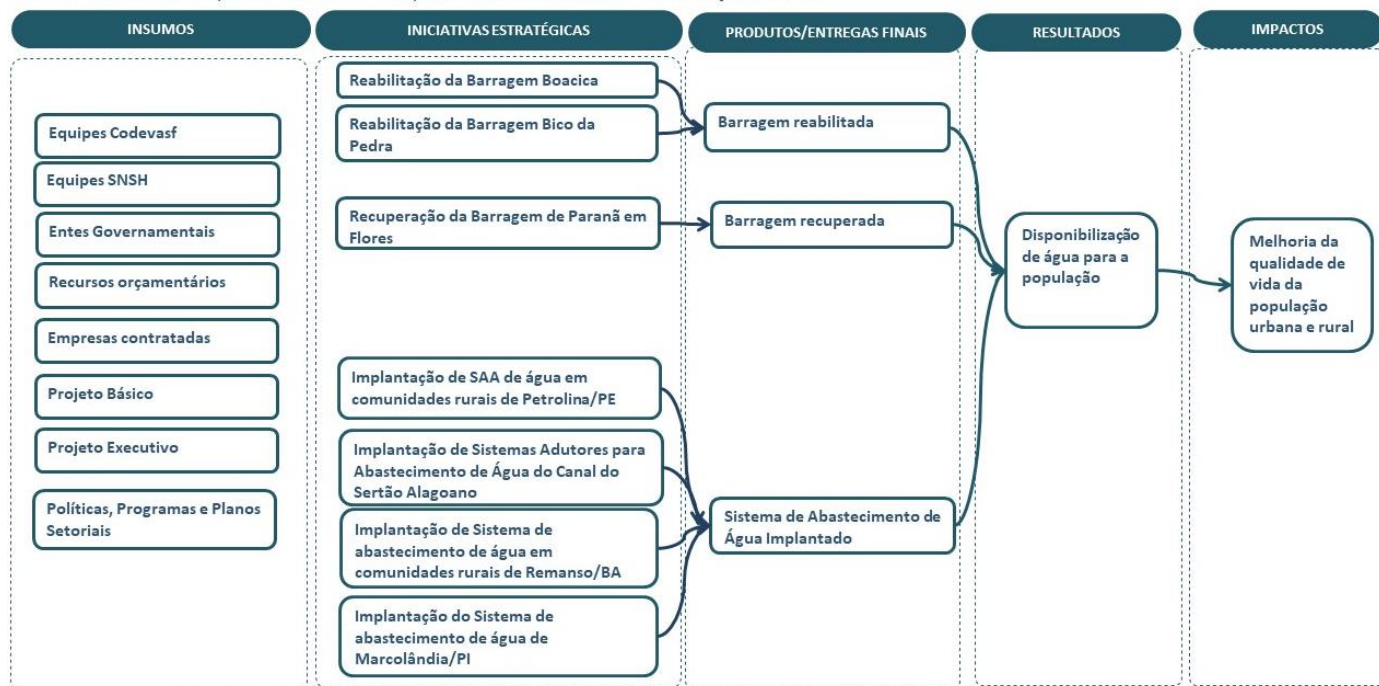 INSUMOS
INICIATIVAS ESTRATÉGICAS
PRODUTOS/ENTREGAS FINAIS
RESULTADOS
IMPACTOS
Equipes Codevasf
Equipes SNSH
Entes Governamentais
Recursos orçamentários
Empresas contratadas
Projeto Básico
Projeto Executivo
Políticas, Programas e Planos
Setoriais
Reabilitação da Barragem Boacica
Reabilitação da Barragem Bico da
Pedra
Recuperação da Barragem de Paranã em
Flores
Implantação de SAA de água em
comunidades rurais de Petrolina/PE
Implantação de Sistemas Adutores para
Abastecimento de Água do Canal do
Sertão Alagoano
Implantação de Sistema de
abastecimento de água em
comunidades rurais de Remanso/BA
Implantação do Sistema de
abastecimento de água de
Marcolândia/PI
Barragem reabilitada
Barragem recuperada
Sistema de Abastecimento de
Água Implantado
Disponibilização
de água para a
população
Melhoria da
qualidade de
vida da
população
urbana e rural